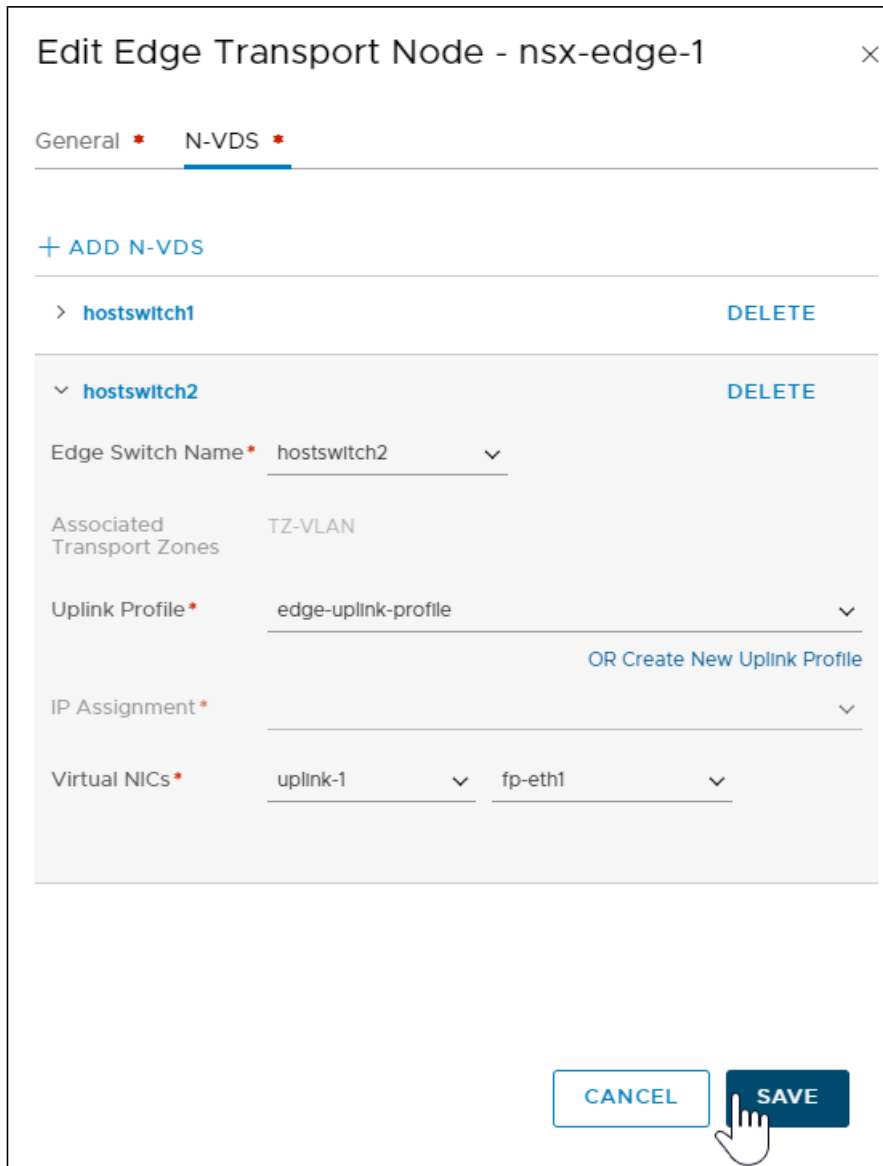 Edit Edge Transport Node - nsx-edge-1
General * N-VDS *
+ ADD N-VDS
hostswitch1 DELETE
hostswitch2 DELETE
Edge Switch Name* hostswitch2
Associated TZ-VLAN
Transport Zones
Uplink Profile* edge-uplink-profile
OR Create New Uplink Profile
IP Assignment*
Virtual NICs* uplink-1 fp-eth1
CANCEL SAVE